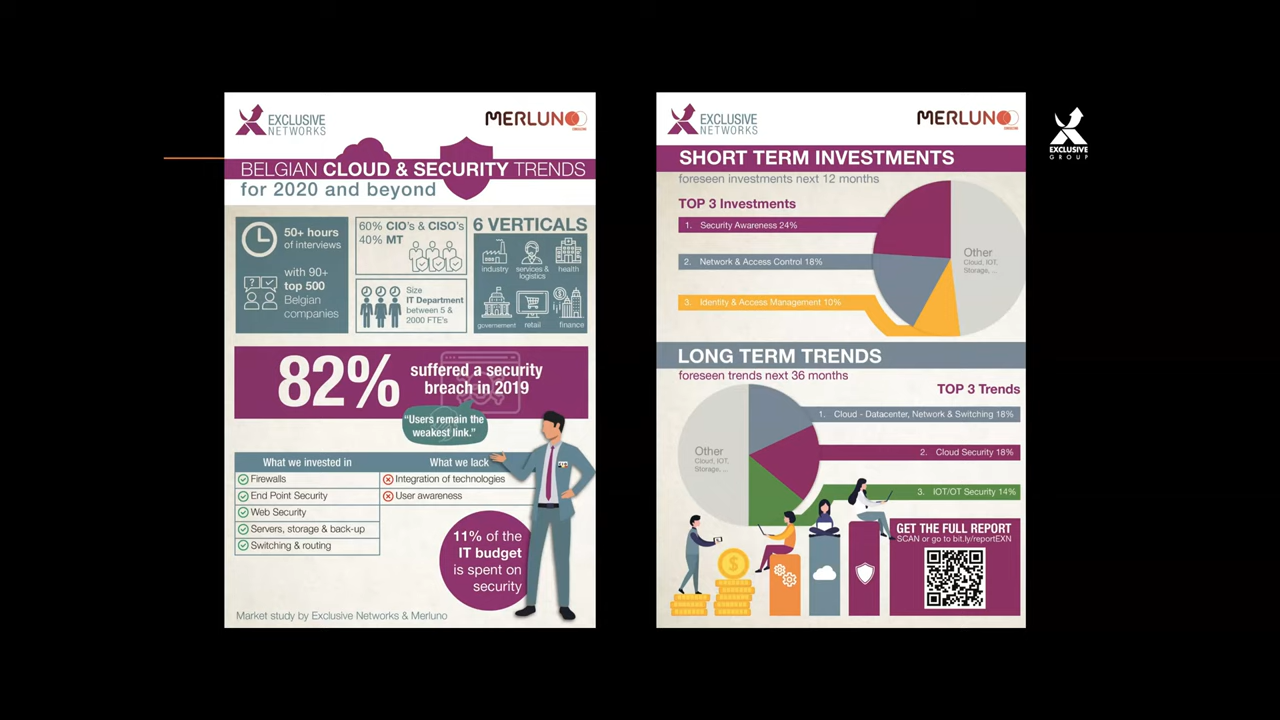 EXCLUSIVE
NETWORKS
MERLUNO
CONSULTING
BELGIAN CLOUD & SECURITY TRENDS
for 2020 and beyond
50+ hours
of interviews
with 90+
top 500
Belgian
companies
60% CIO's & CISO's
40% MT
Size
IT Department
between 5 &
2000 FTE's
6 VERTICALS
industry
services &
logistics
health
governement
retail
finance
82%
suffered a security
breach in 2019
"Users remain the
weakest link."
What we invested in
What we lack
Firewalls
Integration of technologies
End Point Security
User awareness
Web Security
Servers, storage & back-up
Switching & routing
11% of the
IT budget
is spent on
security
Market study by Exclusive Networks & Merluno
EXCLUSIVE
NETWORKS
MERLUNO
CONSULTING
SHORT TERM INVESTMENTS
foreseen investments next 12 months
TOP 3 Investments
1. Security Awareness 24%
2. Network & Access Control 18%
3. Identity & Access Management 10%
Other
Cloud, IOT,
Storage, ...
LONG TERM TRENDS
foreseen trends next 36 months
TOP 3 Trends
1. Cloud - Datacenter, Network & Switching 18%
2. Cloud Security 18%
3. IOT/OT Security 14%
Other
Cloud, IOT,
Storage, ...
GET THE FULL REPORT
SCAN or go to bit.ly/reportEXN
EXCLUSIVE
GROUP